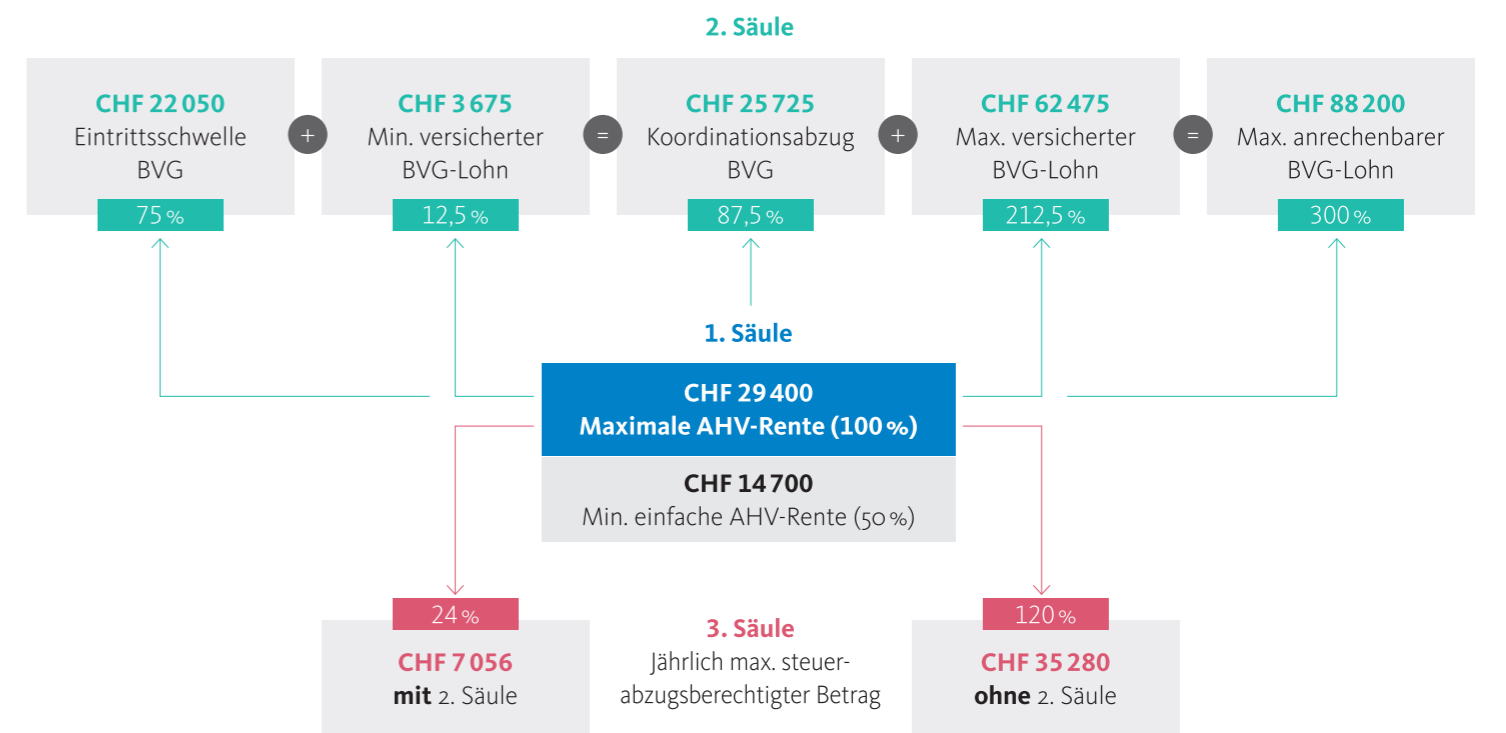 2. Säule
CHF 22 050
Eintrittsschwelle
BVG
75 %
+
CHF 3 675
Min. versicherter
BVG-Lohn
12,5 %
=
CHF 25 725
Koordinationsabzug
BVG
87,5 %
+
CHF 62 475
Max. versicherter
BVG-Lohn
212,5 %
=
CHF 88 200
Max. anrechenbarer
BVG-Lohn
300 %
1. Säule
CHF 29 400
Maximale AHV-Rente (100 %)
CHF 14 700
Min. einfache AHV-Rente (50 %)
24 %
CHF 7 056
mit 2. Säule
3. Säule
Jährlich max. steuer-
abzugsberechtigter Betrag
120 %
CHF 35 280
ohne 2. Säule